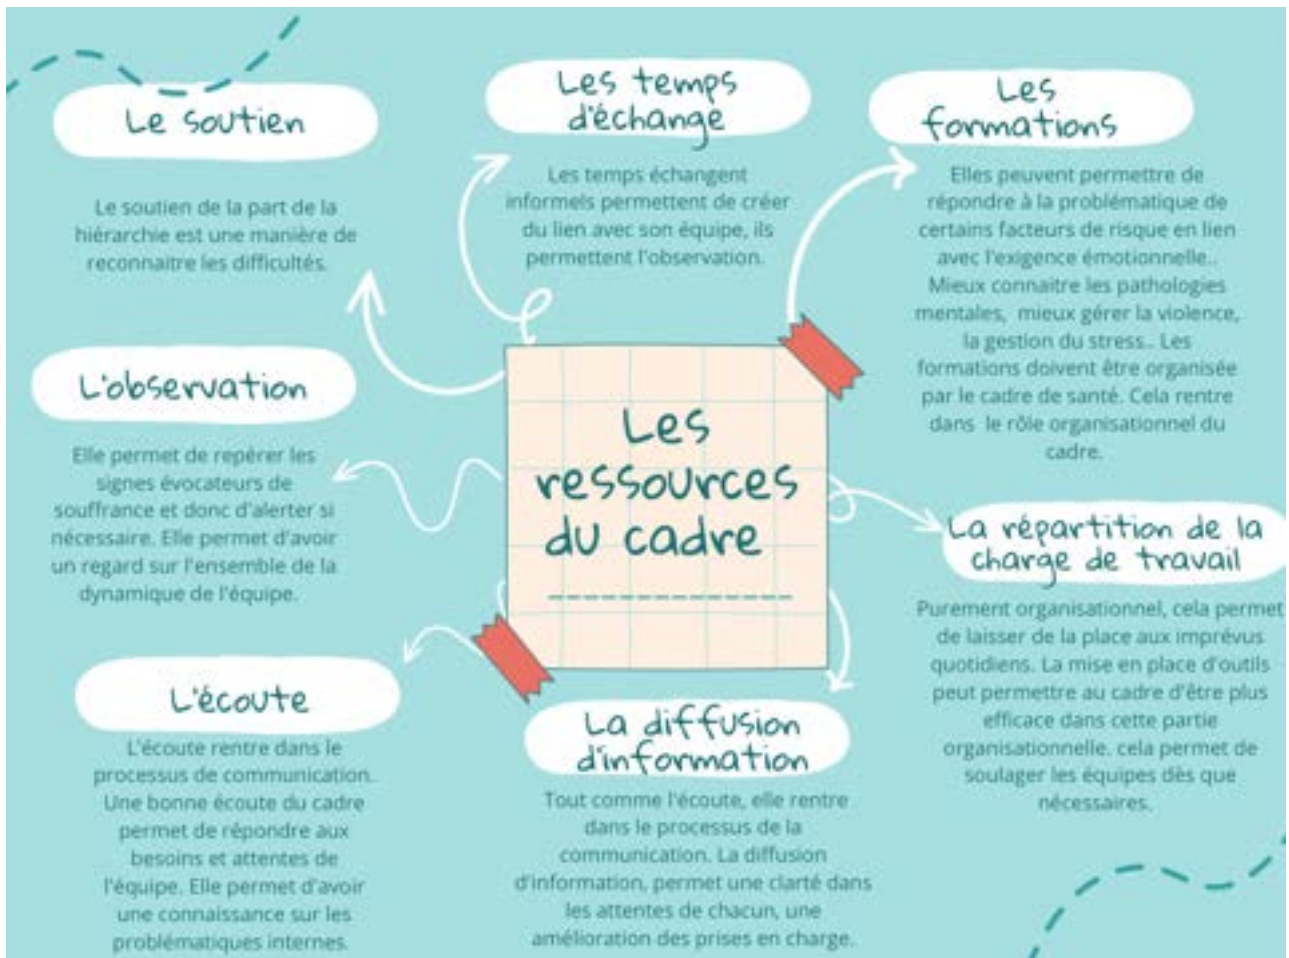 Le soutien
Le soutien de la part de la
hiérarchie est une manière de
reconnaitre les difficultés.
Les temps
d'échange
Les temps échangent
informels permettent de créer
du lien avec son équipe, ils
permettent l'observation.
Les
formations
Elles peuvent permettre de
répondre à la problématique de
certains facteurs de risque en lien
avec l'exigence émotionnelle..
Mieux connaitre les pathologies
mentales, mieux gérer la violence,
la gestion du stress.. Les
formations doivent être organisée
par le cadre de santé. Cela rentre
dans le rôle organisationnel du
cadre.
L'observation
Elle permet de repérer les
signes évocateurs de
souffrance et donc d'alerter si
nécessaire. Elle permet d'avoir
un regard sur l'ensemble de la
dynamique de l'équipe.
Les
ressources
du cadre
La répartition de la
charge de travail
Purement organisationnel, cela permet
de laisser de la place aux imprévus
quotidiens. La mise en place d'outils
peut permettre au cadre d'être plus
efficace dans cette partie
organisationnelle. cela permet de
soulager les équipes dès que
nécessaires.
L'écoute
L'écoute rentre dans le
processus de communication.
Une bonne écoute du cadre
permet de répondre aux
besoins et attentes de
l'équipe. Elle permet d'avoir
une connaissance sur les
problématiques internes.
La diffusion
d'information
Tout comme l'écoute, elle rentre
dans le processus de la
communication. La diffusion
d'information, permet une clarté dans
les attentes de chacun, une
amélioration des prises en charge.